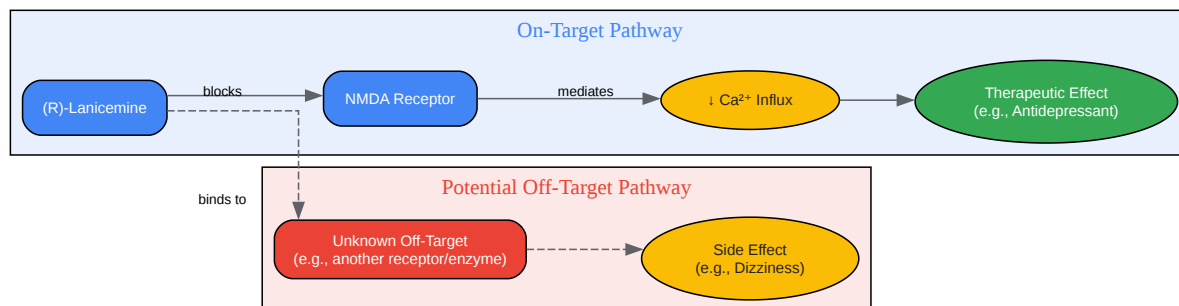 On-Target Pathway
(R)-Lanicemine
blocks
NMDA Receptor
mediates
↓ Ca²⁺ Influx
Therapeutic Effect
(e.g., Antidepressant)
binds to
Potential Off-Target Pathway
Unknown Off-Target
(e.g., another receptor/enzyme)
Side Effect
(e.g., Dizziness)